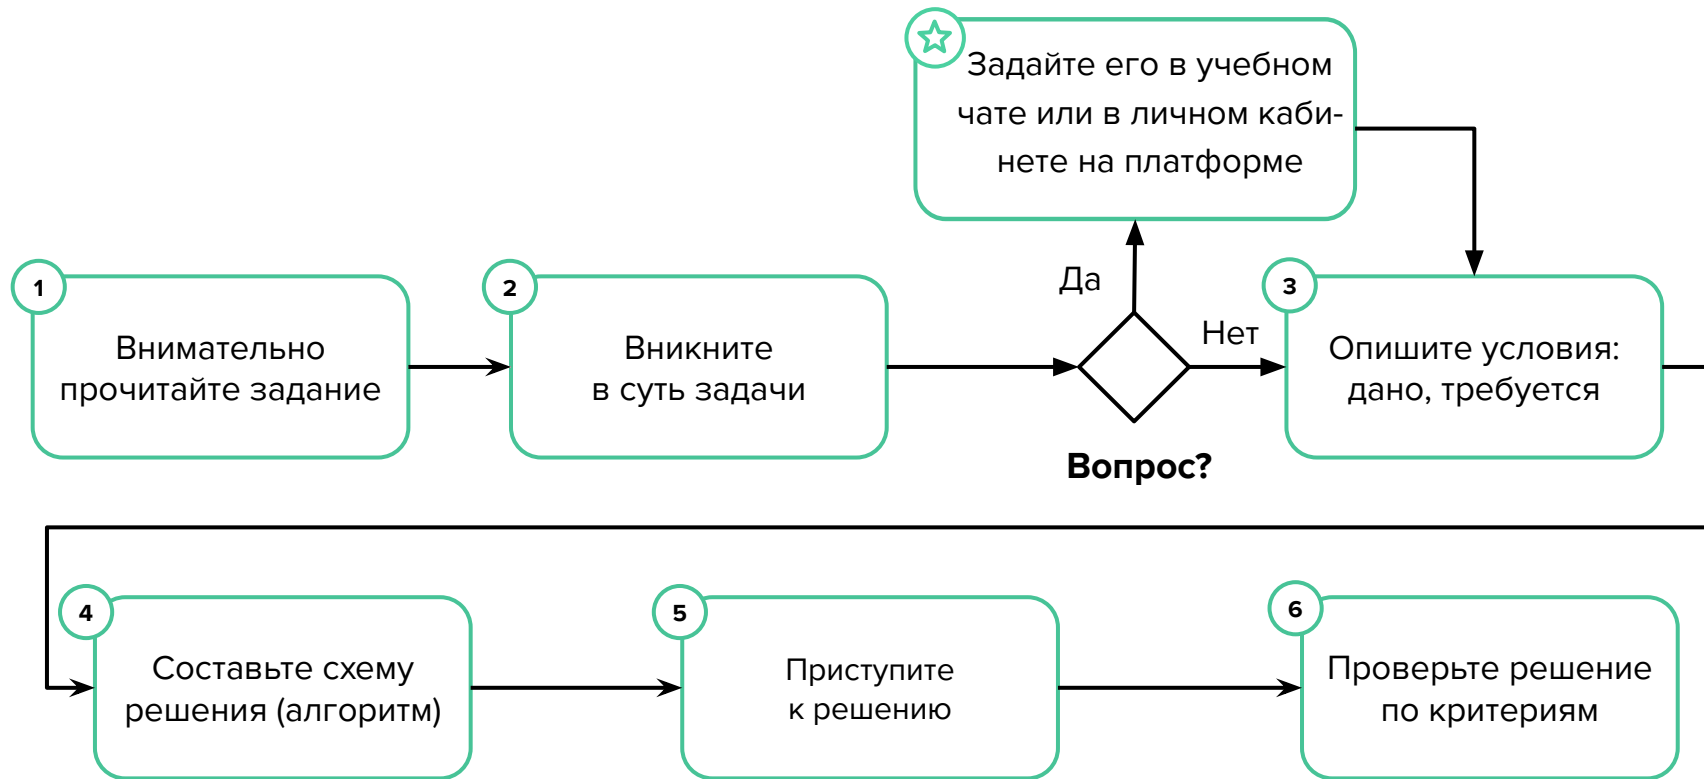 Задайте его в учебном
чате или в личном каби-
нете на платформе
Да
1
Внимательно
прочитайте задание
2
Вникните
в суть задачи
Нет
Вопрос?
3
Опишите условия:
дано, требуется
4
Составьте схему
решения (алгоритм)
5
Приступите
к решению
6
Проверьте решение
по критериям